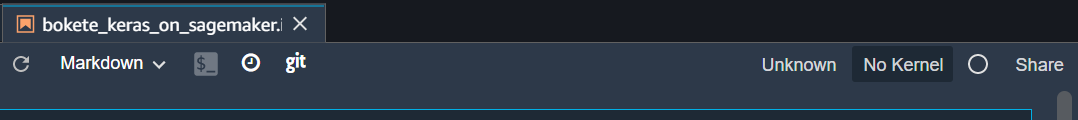 bokete_keras_on_sagemaker.i
Markdown $_ git Unknown No Kernel Share